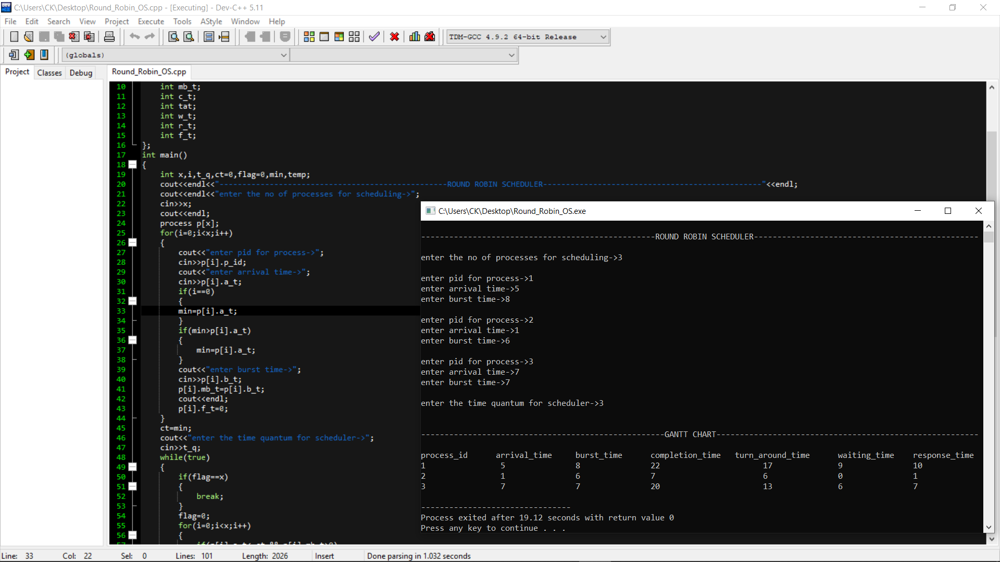 C:\Users\CK\Desktop\Round_Robin_OS.cpp - [Executing] - Dev-C++ 5.11
File Edit Search View Project Execute Tools AStyle Window Help
TDM-GCC 4.9.2 64-bit Release
(globals)
Project Classes Debug
Round_Robin_OS.cpp
10 int mb_t;
11 int c_t;
12 int tat;
13 int w_t;
14 int r_t;
15 int f_t;
16 };
17 int main()
18 {
19 int x,i,t_q,ct=0,flag=0,min,temp;
20 cout<<endl<<"--------------------------------------------------ROUND ROBIN SCHEDULER------------------------------------------------"<<endl;
21 cout<<endl<<"enter the no of processes for scheduling->";
22 cin>>x;
23 cout<<endl;
24 process p[x];
25 for(i=0;i<x;i++)
26 {
27 cout<<"enter pid for process->";
28 cin>>p[i].p_id;
29 cout<<"enter arrival time->";
30 cin>>p[i].a_t;
31 if(i==0)
32 {
33 min=p[i].a_t;
34 }
35 if(min>p[i].a_t)
36 {
37 min=p[i].a_t;
38 }
39 cout<<"enter burst time->";
40 cin>>p[i].b_t;
41 p[i].mb_t=p[i].b_t;
42 cout<<endl;
43 p[i].f_t=0;
44 }
45 ct=min;
46 cout<<"enter the time quantum for scheduler->";
47 cin>>t_q;
48 while(true)
49 {
50 if(flag==x)
51 {
52 break;
53 }
54 flag=0;
55 for(i=0;i<x;i++)
56 {
C:\Users\CK\Desktop\Round_Robin_OS.exe
--------------------------------------------------ROUND ROBIN SCHEDULER------------------------------------------------
enter the no of processes for scheduling->3
enter pid for process->1
enter arrival time->5
enter burst time->8
enter pid for process->2
enter arrival time->1
enter burst time->6
enter pid for process->3
enter arrival time->7
enter burst time->7
enter the time quantum for scheduler->3
----------------------------------------------------GANTT CHART--------------------------------------------------------
process_id arrival_time burst_time completion_time turn_around_time waiting_time response_time
1 5 8 22 17 9 10
2 1 6 7 6 0 1
3 7 7 20 13 6 7
--------------------------------
Process exited after 19.12 seconds with return value 0
Press any key to continue . . .
Line: 33 Col: 22 Sel: 0 Lines: 101 Length: 2026 Insert Done parsing in 1.032 seconds